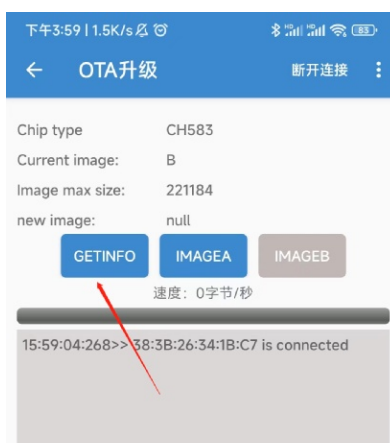 下午3:59 | 1.5K/s
83
OTA升级
断开连接
Chip type CH583
Current image: B
Image max size: 221184
new image: null
GETINFO IMAGEA IMAGEB
速度：0字节/秒
15:59:04:268>> 38:3B:26:34:1B:C7 is connected